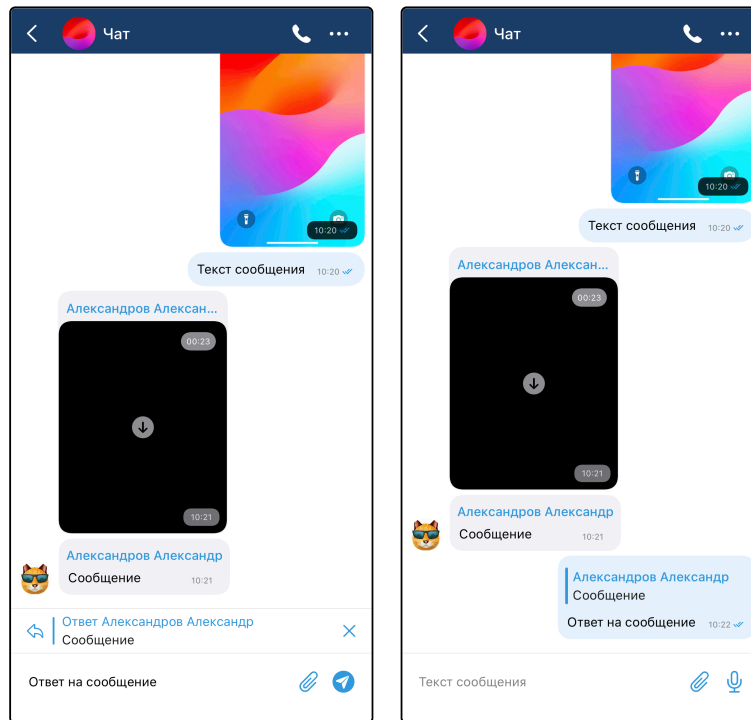 Чат
10:20
Текст сообщения 10:20
Александров Алексан...
00:23
10:21
Александров Александр
Сообщение 10:21
Ответ Александров Александр
Сообщение
Ответ на сообщение
Чат
10:20
Текст сообщения 10:20
Александров Алексан...
00:23
10:21
Александров Александр
Сообщение 10:21
Александров Александр
Сообщение
Ответ на сообщение 10:22
Текст сообщения